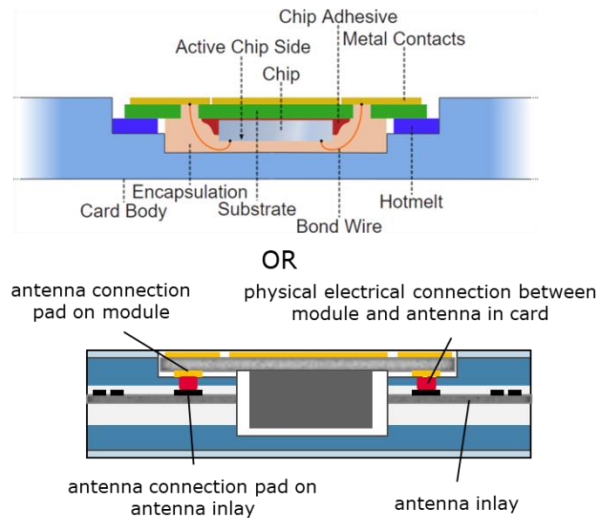 Chip Adhesive
Active Chip Side
Metal Contacts
Chip
Encapsulation
Card Body
Substrate
Bond Wire
Hotmelt
OR
antenna connection
pad on module
physical electrical connection between
module and antenna in card
antenna connection pad on
antenna inlay
antenna inlay